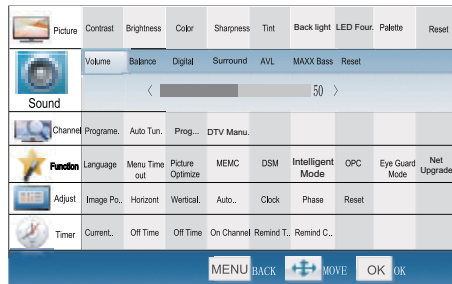 Picture Contrast Brightness Color Sharpness Tint Back light LED Four. Palette Reset
Volume Balance Digital Surround AVL MAXX Bass Reset
Sound
< 50 >
Channel Programe. Auto Tun. Prog... DTV Manu.
Function Language Menu Time out Picture Optimize MEMC DSM Intelligent Mode OPC Eye Guard Mode Net Upgrade
Adjust Image Po.. Horizont Wertical. Auto.. Clock Phase Reset
Timer Current.. Off Time Off Time On Channel Remind T.. Remind C..
MENU BACK MOVE OK OK